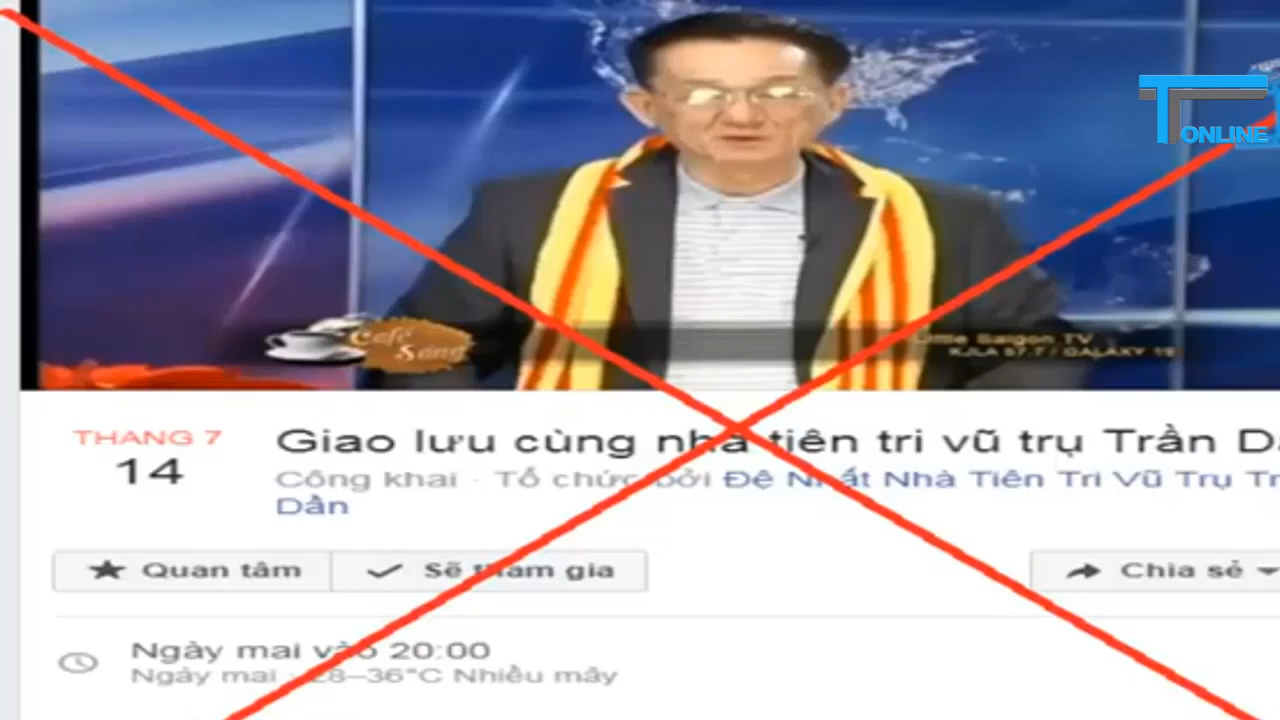 T
ONLINE
Café Sáng
Little Saigon TV
KJLA 57.7 / GALAXY 19
THANG 7
14
Giao lưu cùng nhà tiên tri vũ trụ Trần
Công khai · Tổ chức bởi Đệ Nhất Nhà Tiên Tri Vũ Trụ
Dần
Quan tâm
Sẽ tham gia
Chia sẻ
Ngày mai vào 20:00
Ngày mai · 28–36°C Nhiều mây